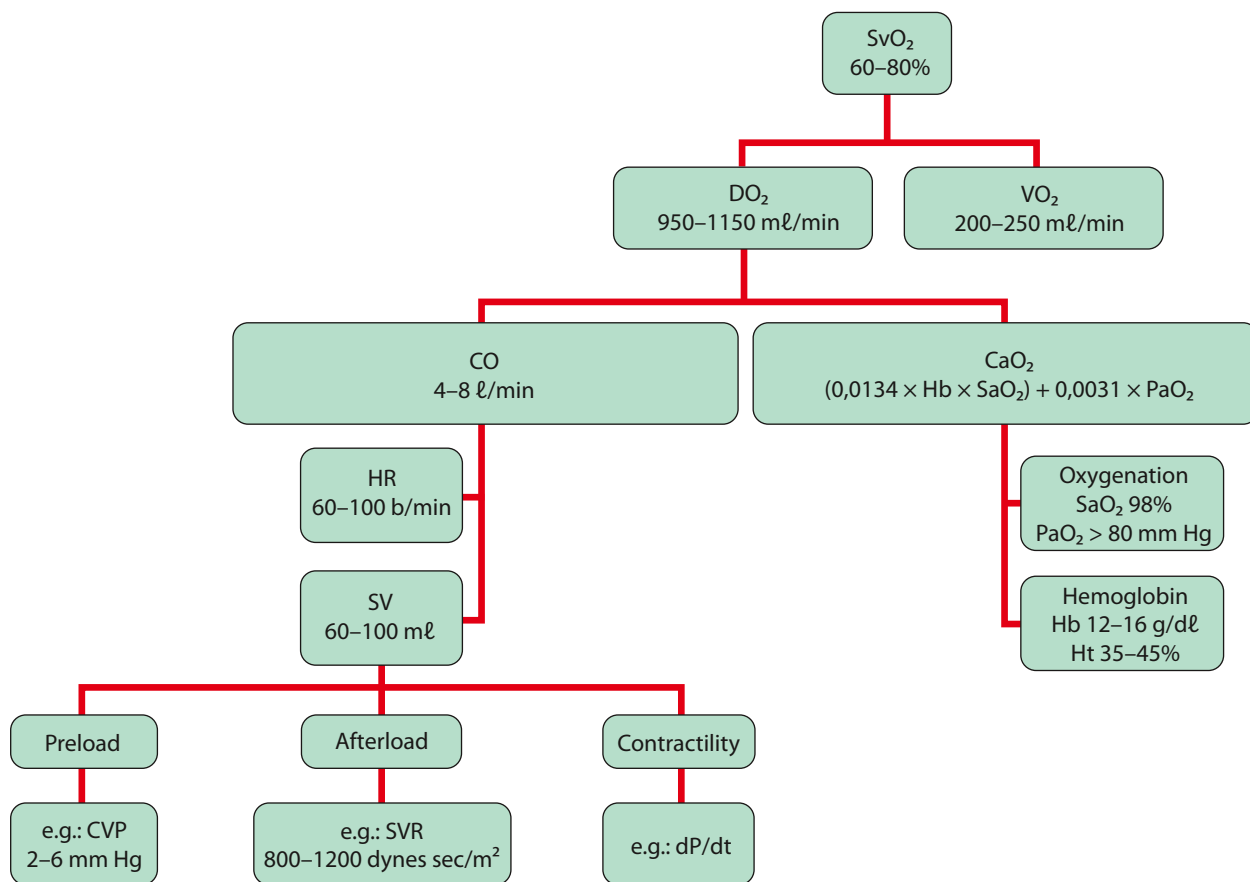 SvO₂
60–80%
DO₂
950–1150 mℓ/min
VO₂
200–250 mℓ/min
CO
4–8 ℓ/min
CaO₂
(0,0134 × Hb × SaO₂) + 0,0031 × PaO₂
HR
60–100 b/min
Oxygenation
SaO₂ 98%
PaO₂ > 80 mm Hg
SV
60–100 mℓ
Hemoglobin
Hb 12–16 g/dℓ
Ht 35–45%
Preload
Afterload
Contractility
e.g.: CVP
2–6 mm Hg
e.g.: SVR
800–1200 dynes sec/m²
e.g.: dP/dt